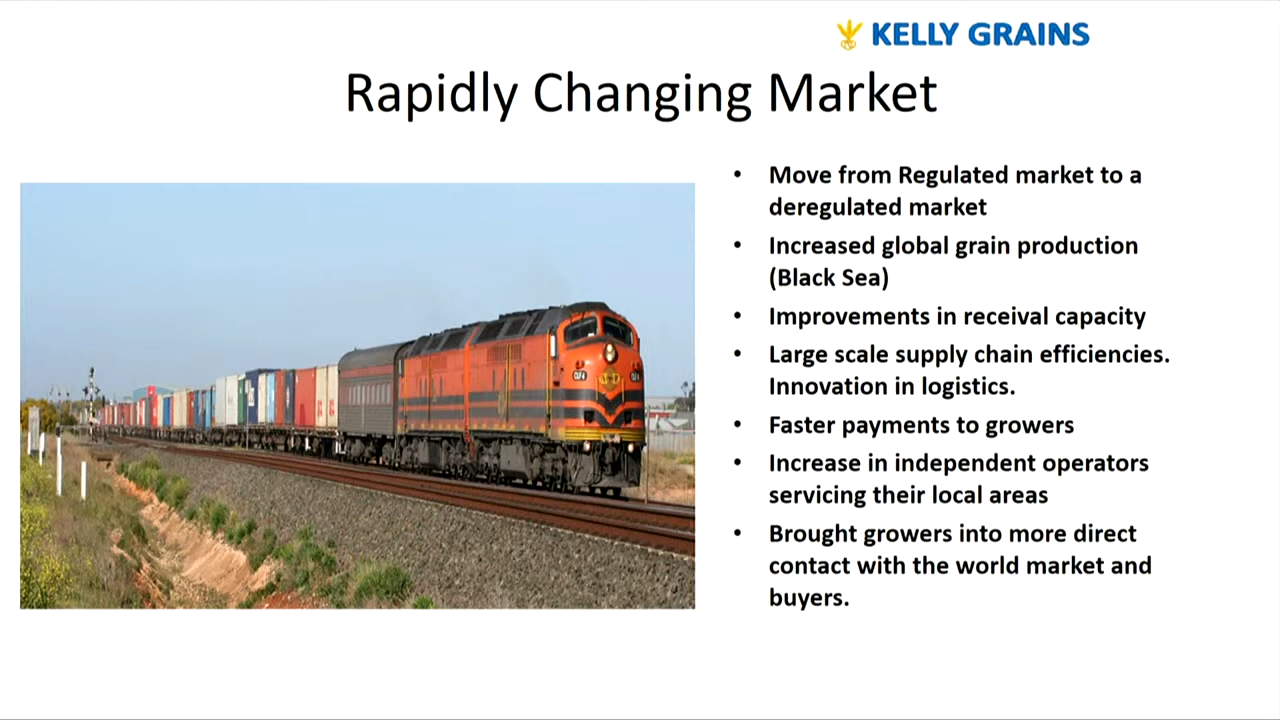 KELLY GRAINS
Rapidly Changing Market
• Move from Regulated market to a
deregulated market
• Increased global grain production
(Black Sea)
• Improvements in receival capacity
• Large scale supply chain efficiencies.
Innovation in logistics.
• Faster payments to growers
• Increase in independent operators
servicing their local areas
• Brought growers into more direct
contact with the world market and
buyers.